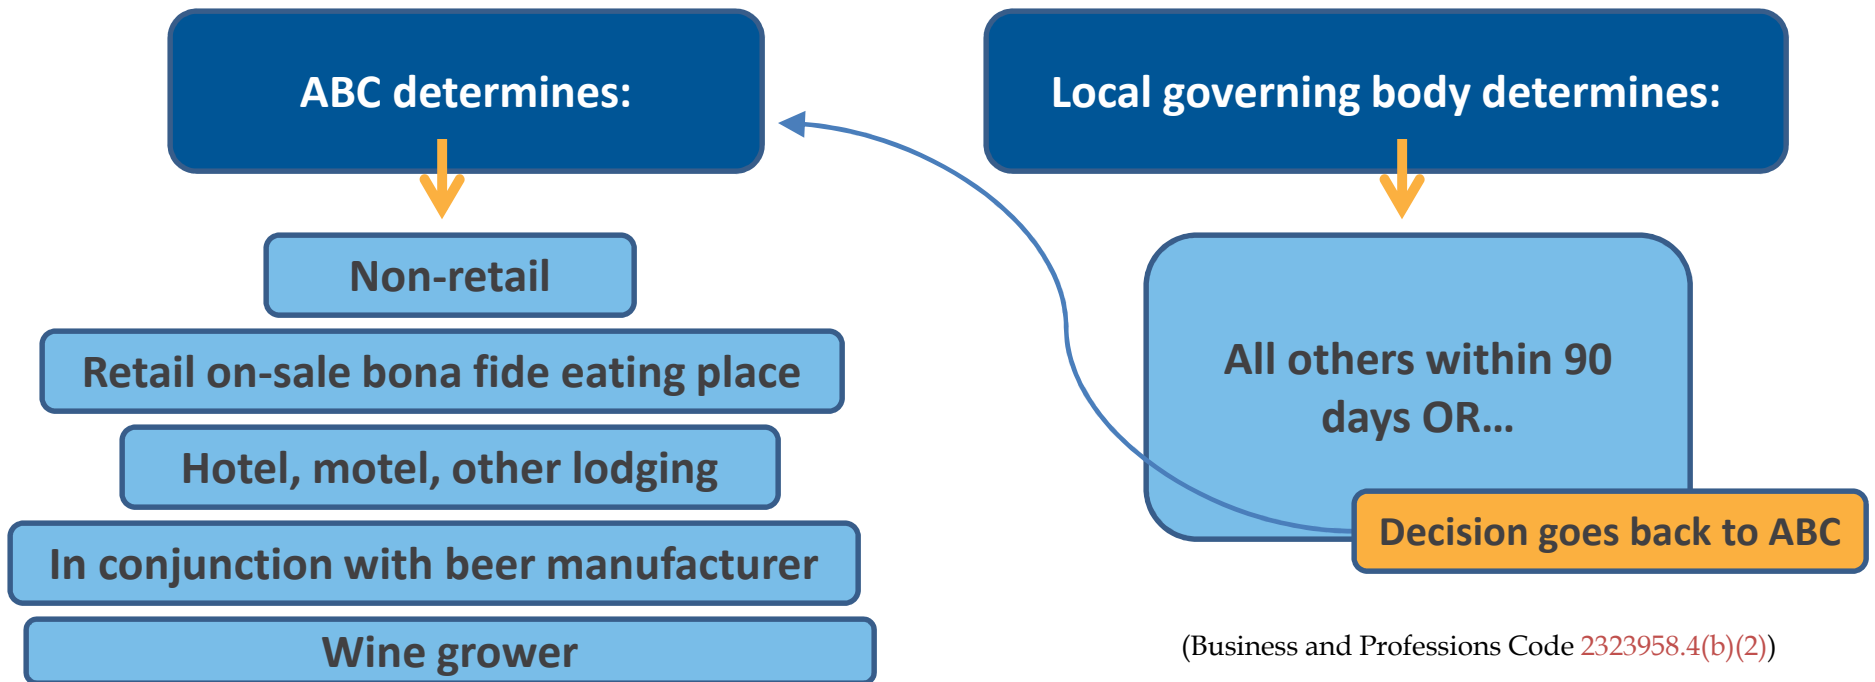 ABC determines:
Non-retail
Retail on-sale bona fide eating place
Hotel, motel, other lodging
In conjunction with beer manufacturer
Wine grower
Local governing body determines:
All others within 90
days OR...
Decision goes back to ABC
(Business and Professions Code 2323958.4(b)(2))